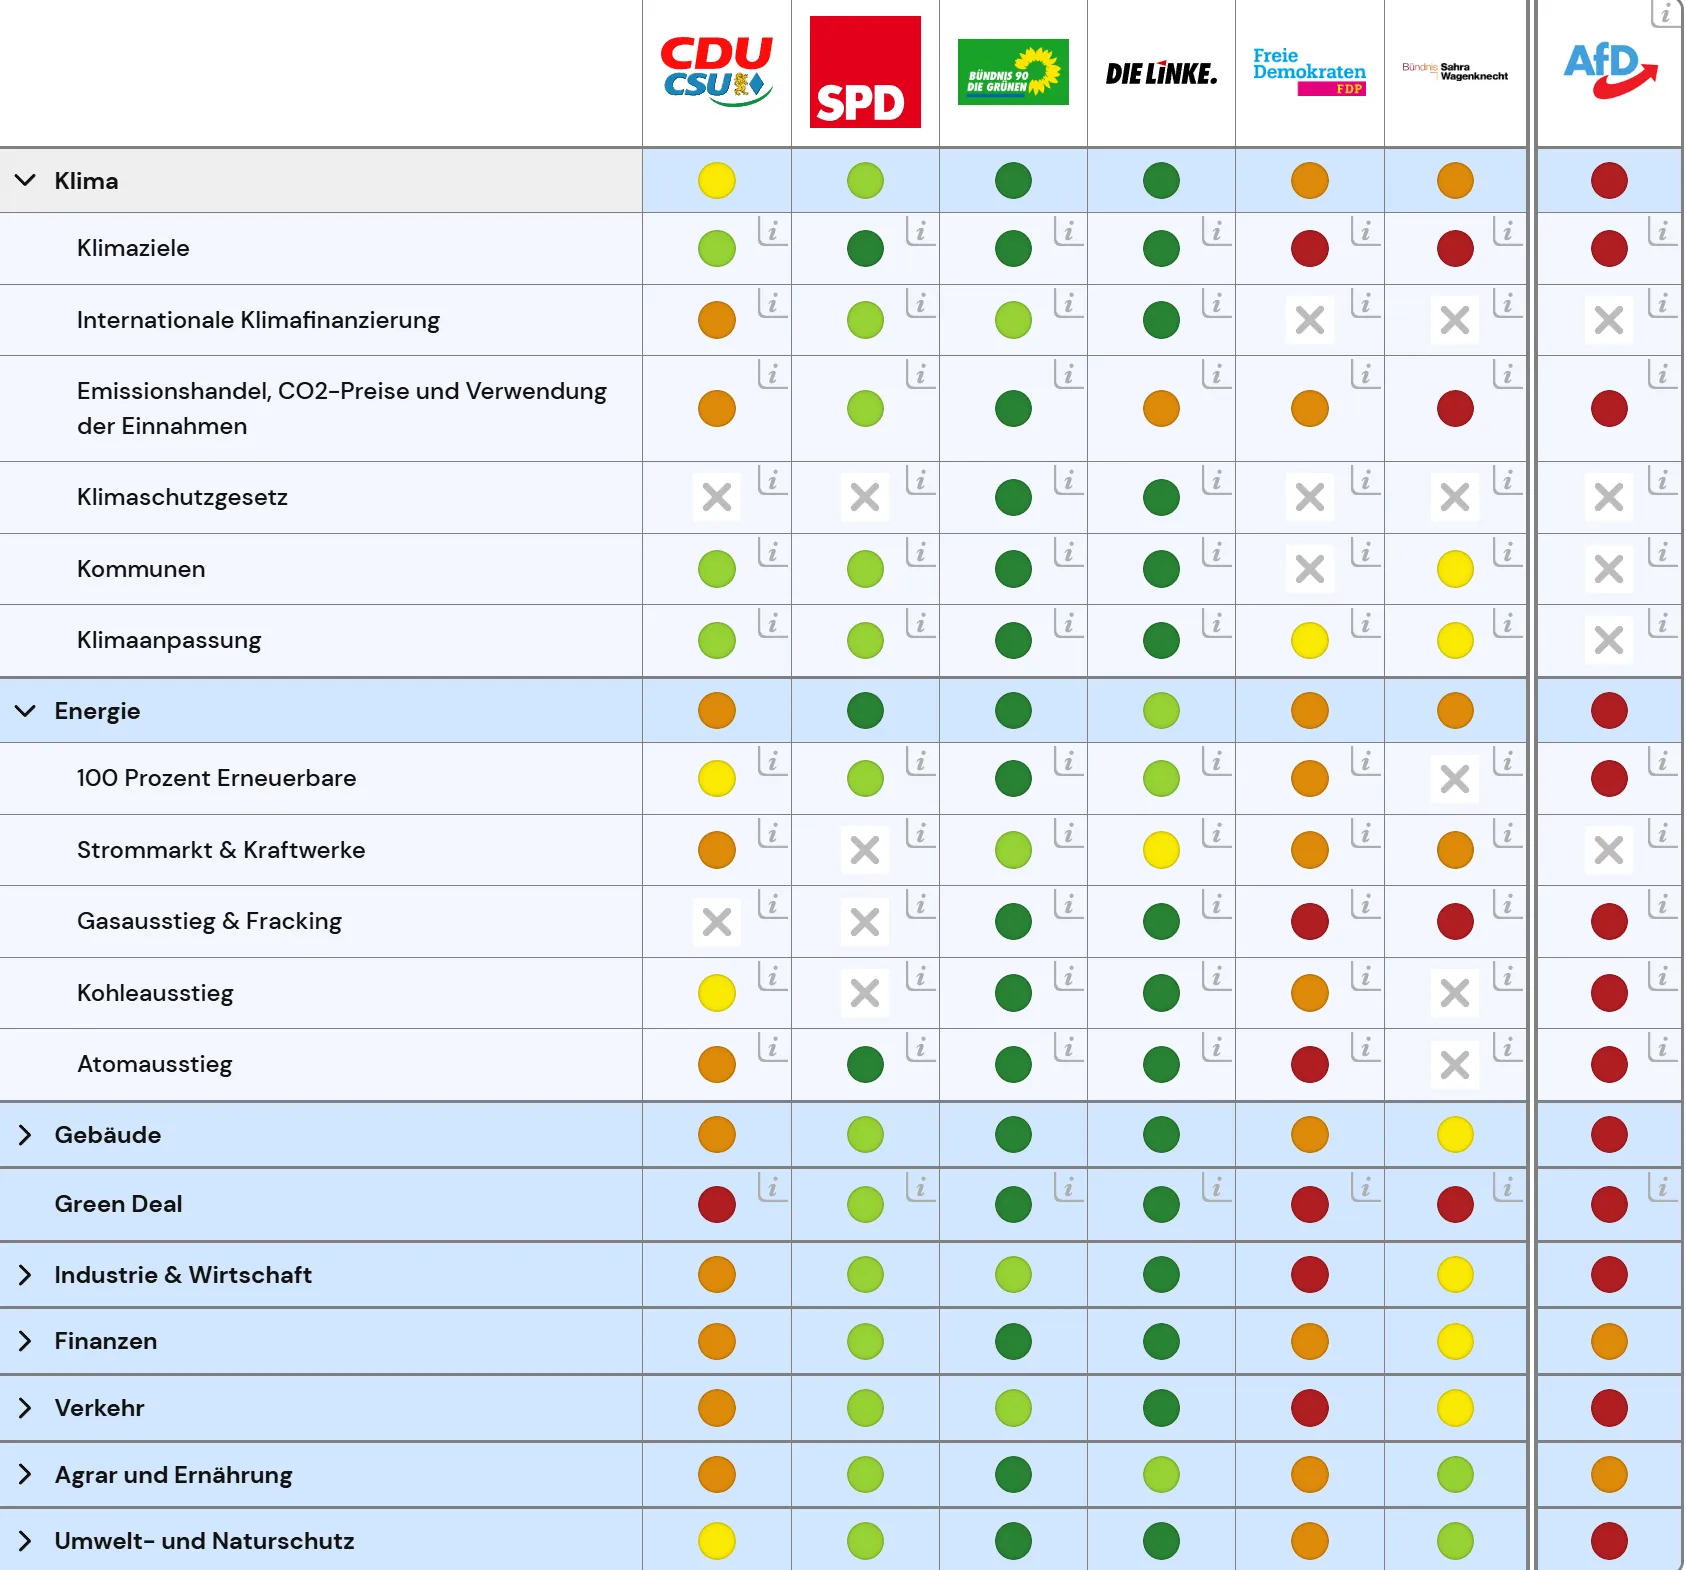 CDU
CSU
SPD
BÜNDNIS 90
DIE GRÜNEN
DIE LiNKE.
Freie
Demokraten
FDP
Bündnis Sahra
Wagenknecht
AfD
i
Klima
Klimaziele
i i i i i i i
Internationale Klimafinanzierung
i i i i i i i
Emissionshandel, CO2-Preise und Verwendung
der Einnahmen
i i i i i i i
Klimaschutzgesetz
i i i i i i i
Kommunen
i i i i i i i
Klimaanpassung
i i i i i i i
Energie
100 Prozent Erneuerbare
i i i i i i i
Strommarkt & Kraftwerke
i i i i i i i
Gasausstieg & Fracking
i i i i i i i
Kohleausstieg
i i i i i i i
Atomausstieg
i i i i i i i
Gebäude
Green Deal
i i i i i i i
Industrie & Wirtschaft
Finanzen
Verkehr
Agrar und Ernährung
Umwelt- und Naturschutz